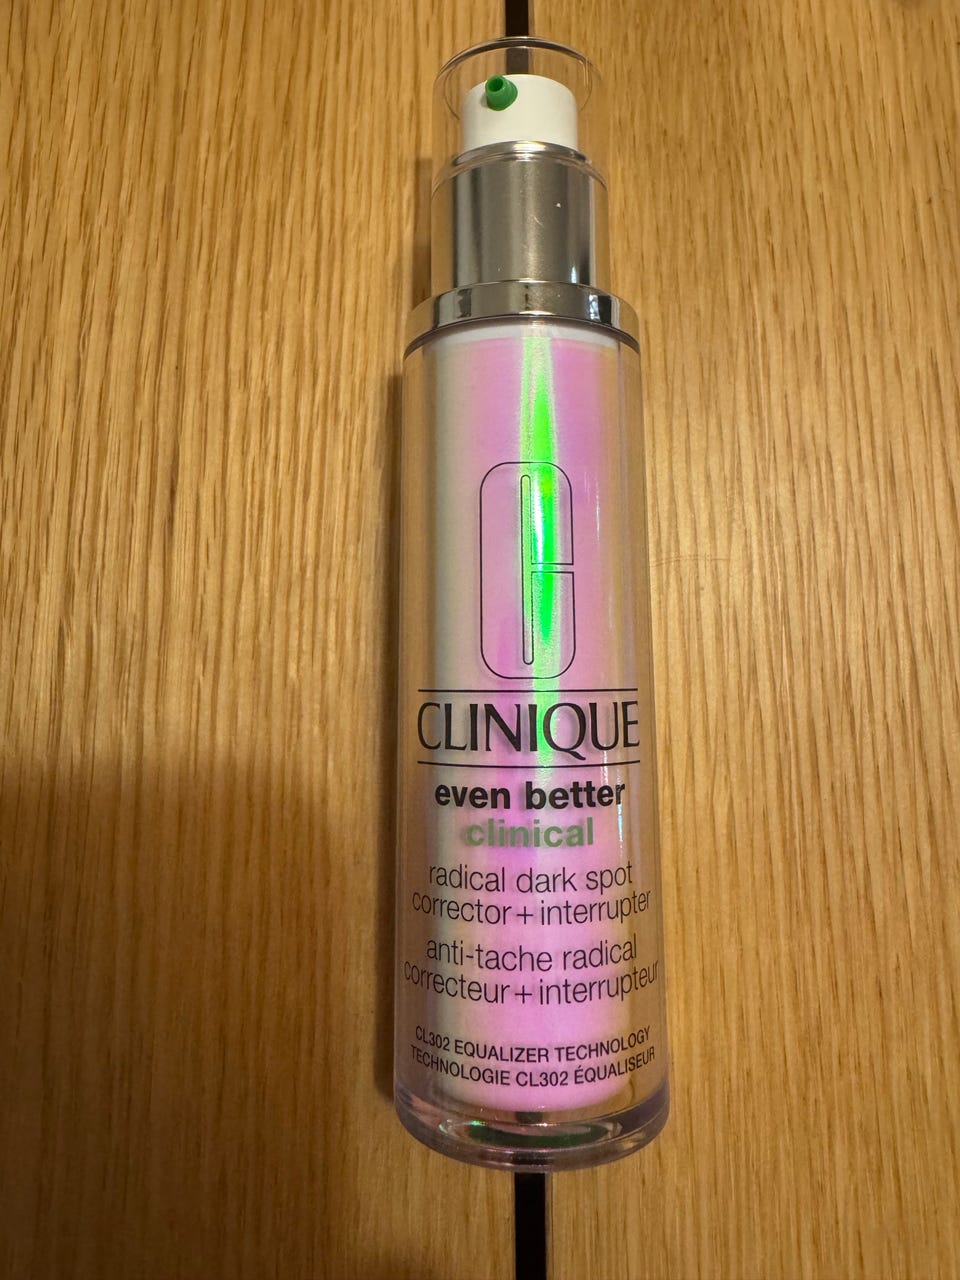 CLINIQUE
even better
clinical
radical dark spot
corrector + interrupter
anti-tache radical
correcteur + interrupteur
CL302 EQUALIZER TECHNOLOGY
TECHNOLOGIE CL302 ÉQUALISEUR